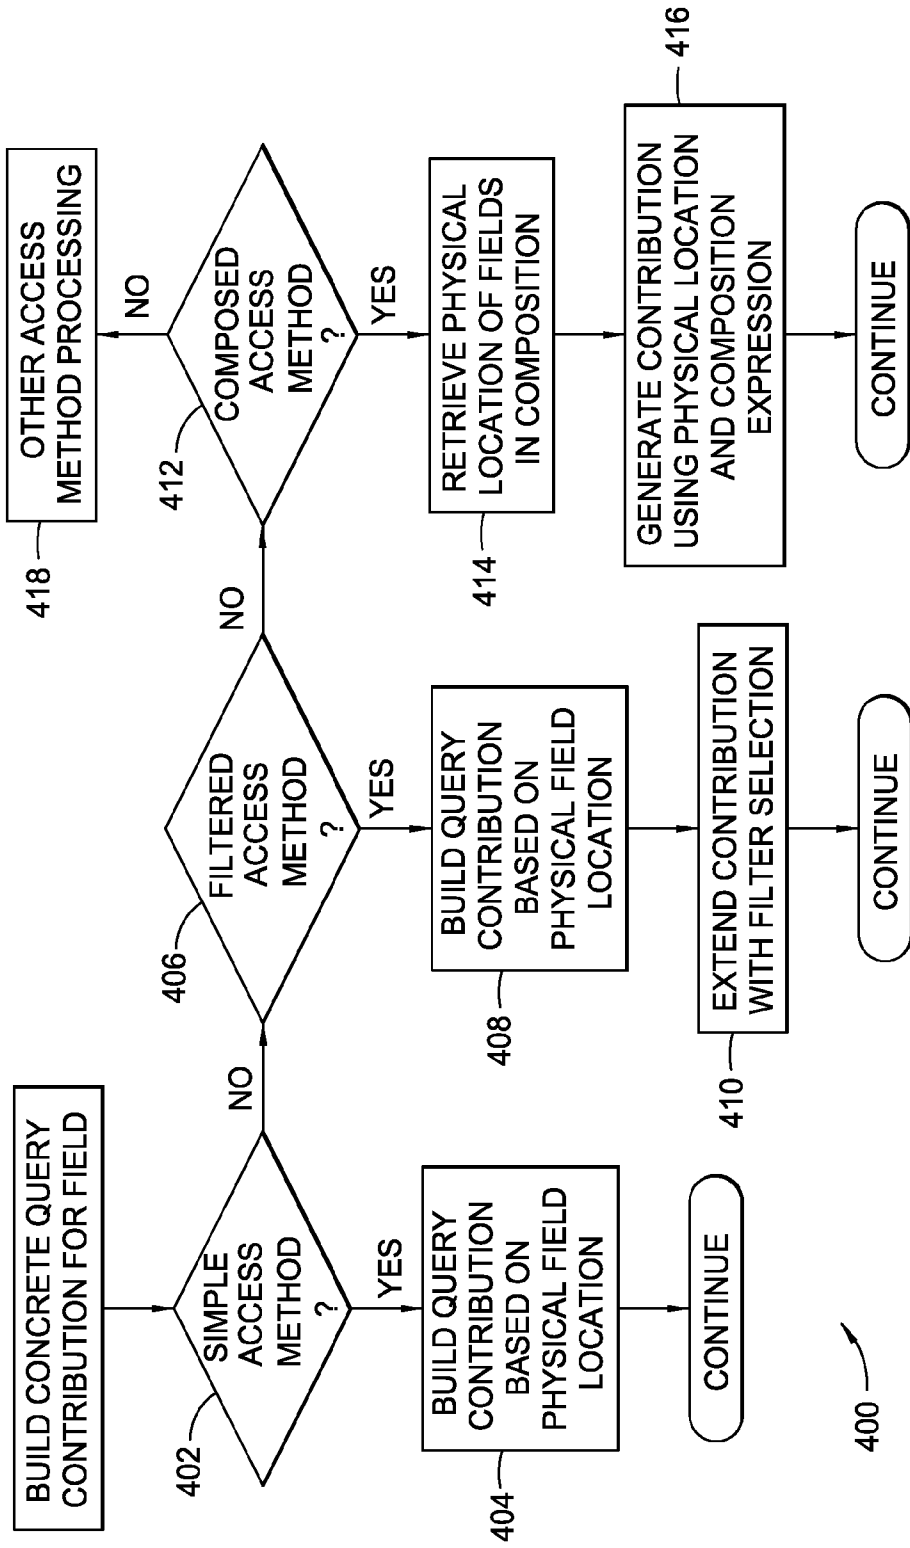 BUILD CONCRETE QUERY
CONTRIBUTION FOR FIELD
402
SIMPLE
ACCESS
METHOD
?
NO
YES
BUILD QUERY
CONTRIBUTION
BASED ON
PHYSICAL FIELD
LOCATION
404
CONTINUE
406
FILTERED
ACCESS
METHOD
?
NO
YES
BUILD QUERY
CONTRIBUTION
BASED ON
PHYSICAL FIELD
LOCATION
408
EXTEND CONTRIBUTION
WITH FILTER SELECTION
410
CONTINUE
412
COMPOSED
ACCESS
METHOD
?
NO
OTHER ACCESS
METHOD PROCESSING
418
YES
RETRIEVE PHYSICAL
LOCATION OF FIELDS
IN COMPOSITION
414
GENERATE CONTRIBUTION
USING PHYSICAL LOCATION
AND COMPOSITION
EXPRESSION
416
CONTINUE
400